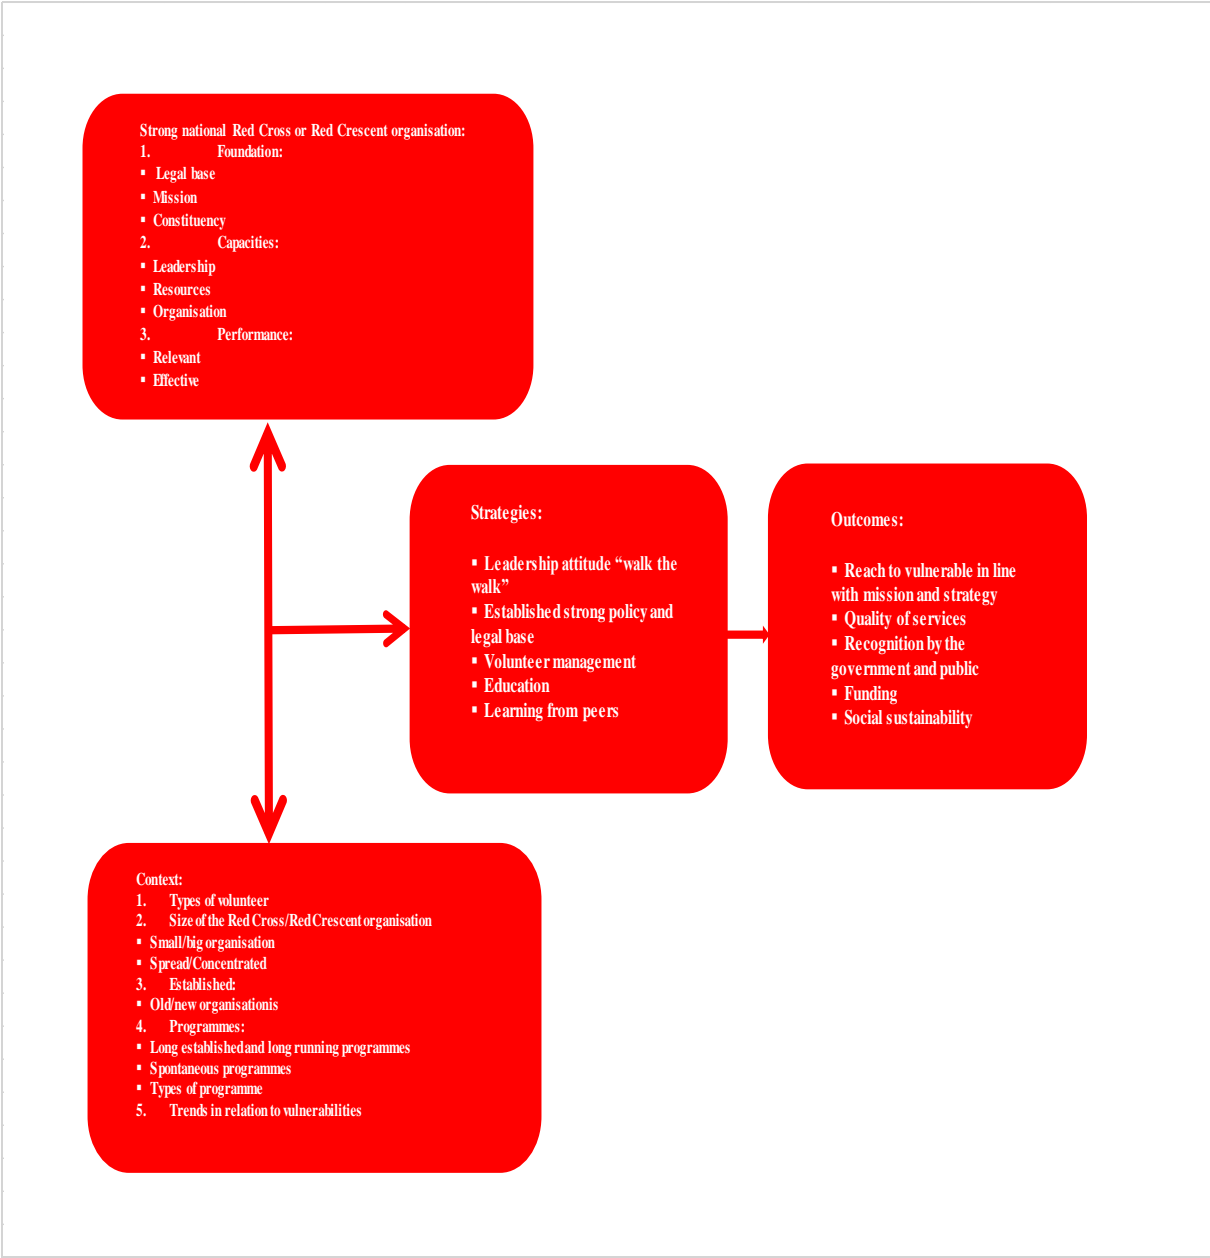 Strong national Red Cross or Red Crescent organisation:
1. Foundation:
▪ Legal base
▪ Mission
▪ Constituency
2. Capacities:
▪ Leadership
▪ Resources
▪ Organisation
3. Performance:
▪ Relevant
▪ Effective
Strategies:
▪ Leadership attitude “walk the
walk”
▪ Established strong policy and
legal base
▪ Volunteer management
▪ Education
▪ Learning from peers
Outcomes:
▪ Reach to vulnerable in line
with mission and strategy
▪ Quality of services
▪ Recognition by the
government and public
▪ Funding
▪ Social sustainability
Context:
1. Types of volunteer
2. Size of the Red Cross/Red Crescent organisation
▪ Small/big organisation
▪ Spread/Concentrated
3. Established:
▪ Old/new organisationis
4. Programmes:
▪ Long established and long running programmes
▪ Spontaneous programmes
▪ Types of programme
5. Trends in relation to vulnerabilities